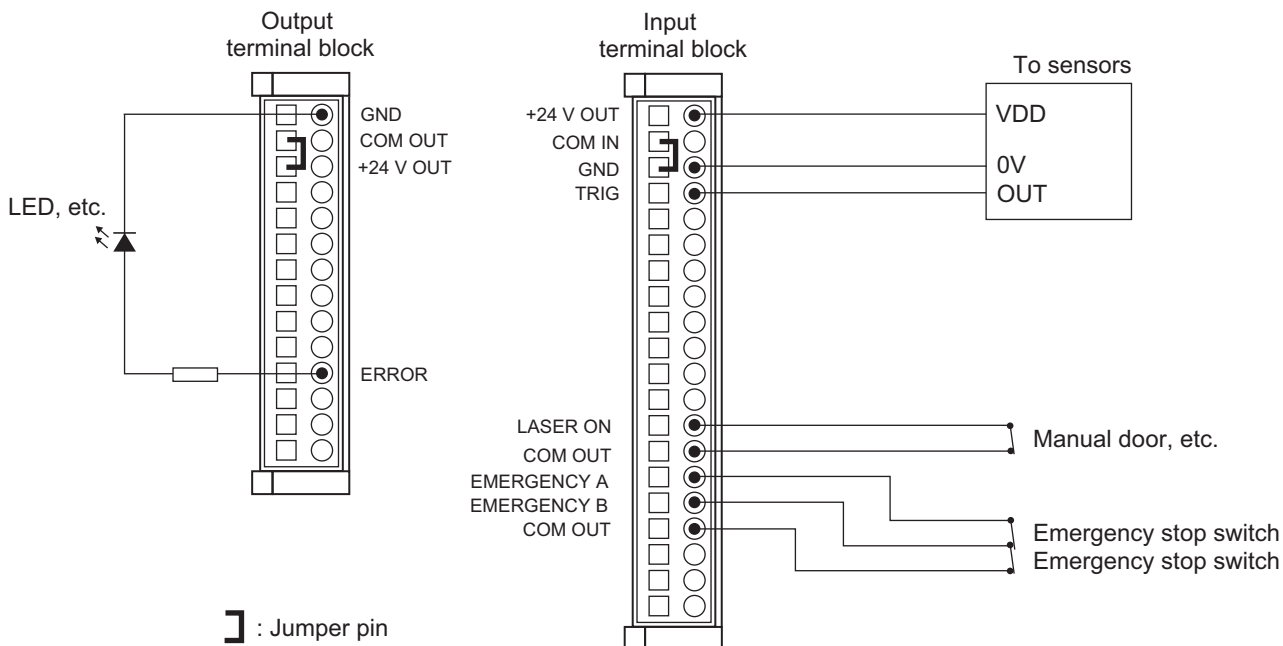 Output
terminal block
GND
COM OUT
+24 V OUT
LED, etc.
ERROR
Input
terminal block
+24 V OUT
COM IN
GND
TRIG
LASER ON
COM OUT
EMERGENCY A
EMERGENCY B
COM OUT
To sensors
VDD
0V
OUT
Manual door, etc.
Emergency stop switch
Emergency stop switch
: Jumper pin